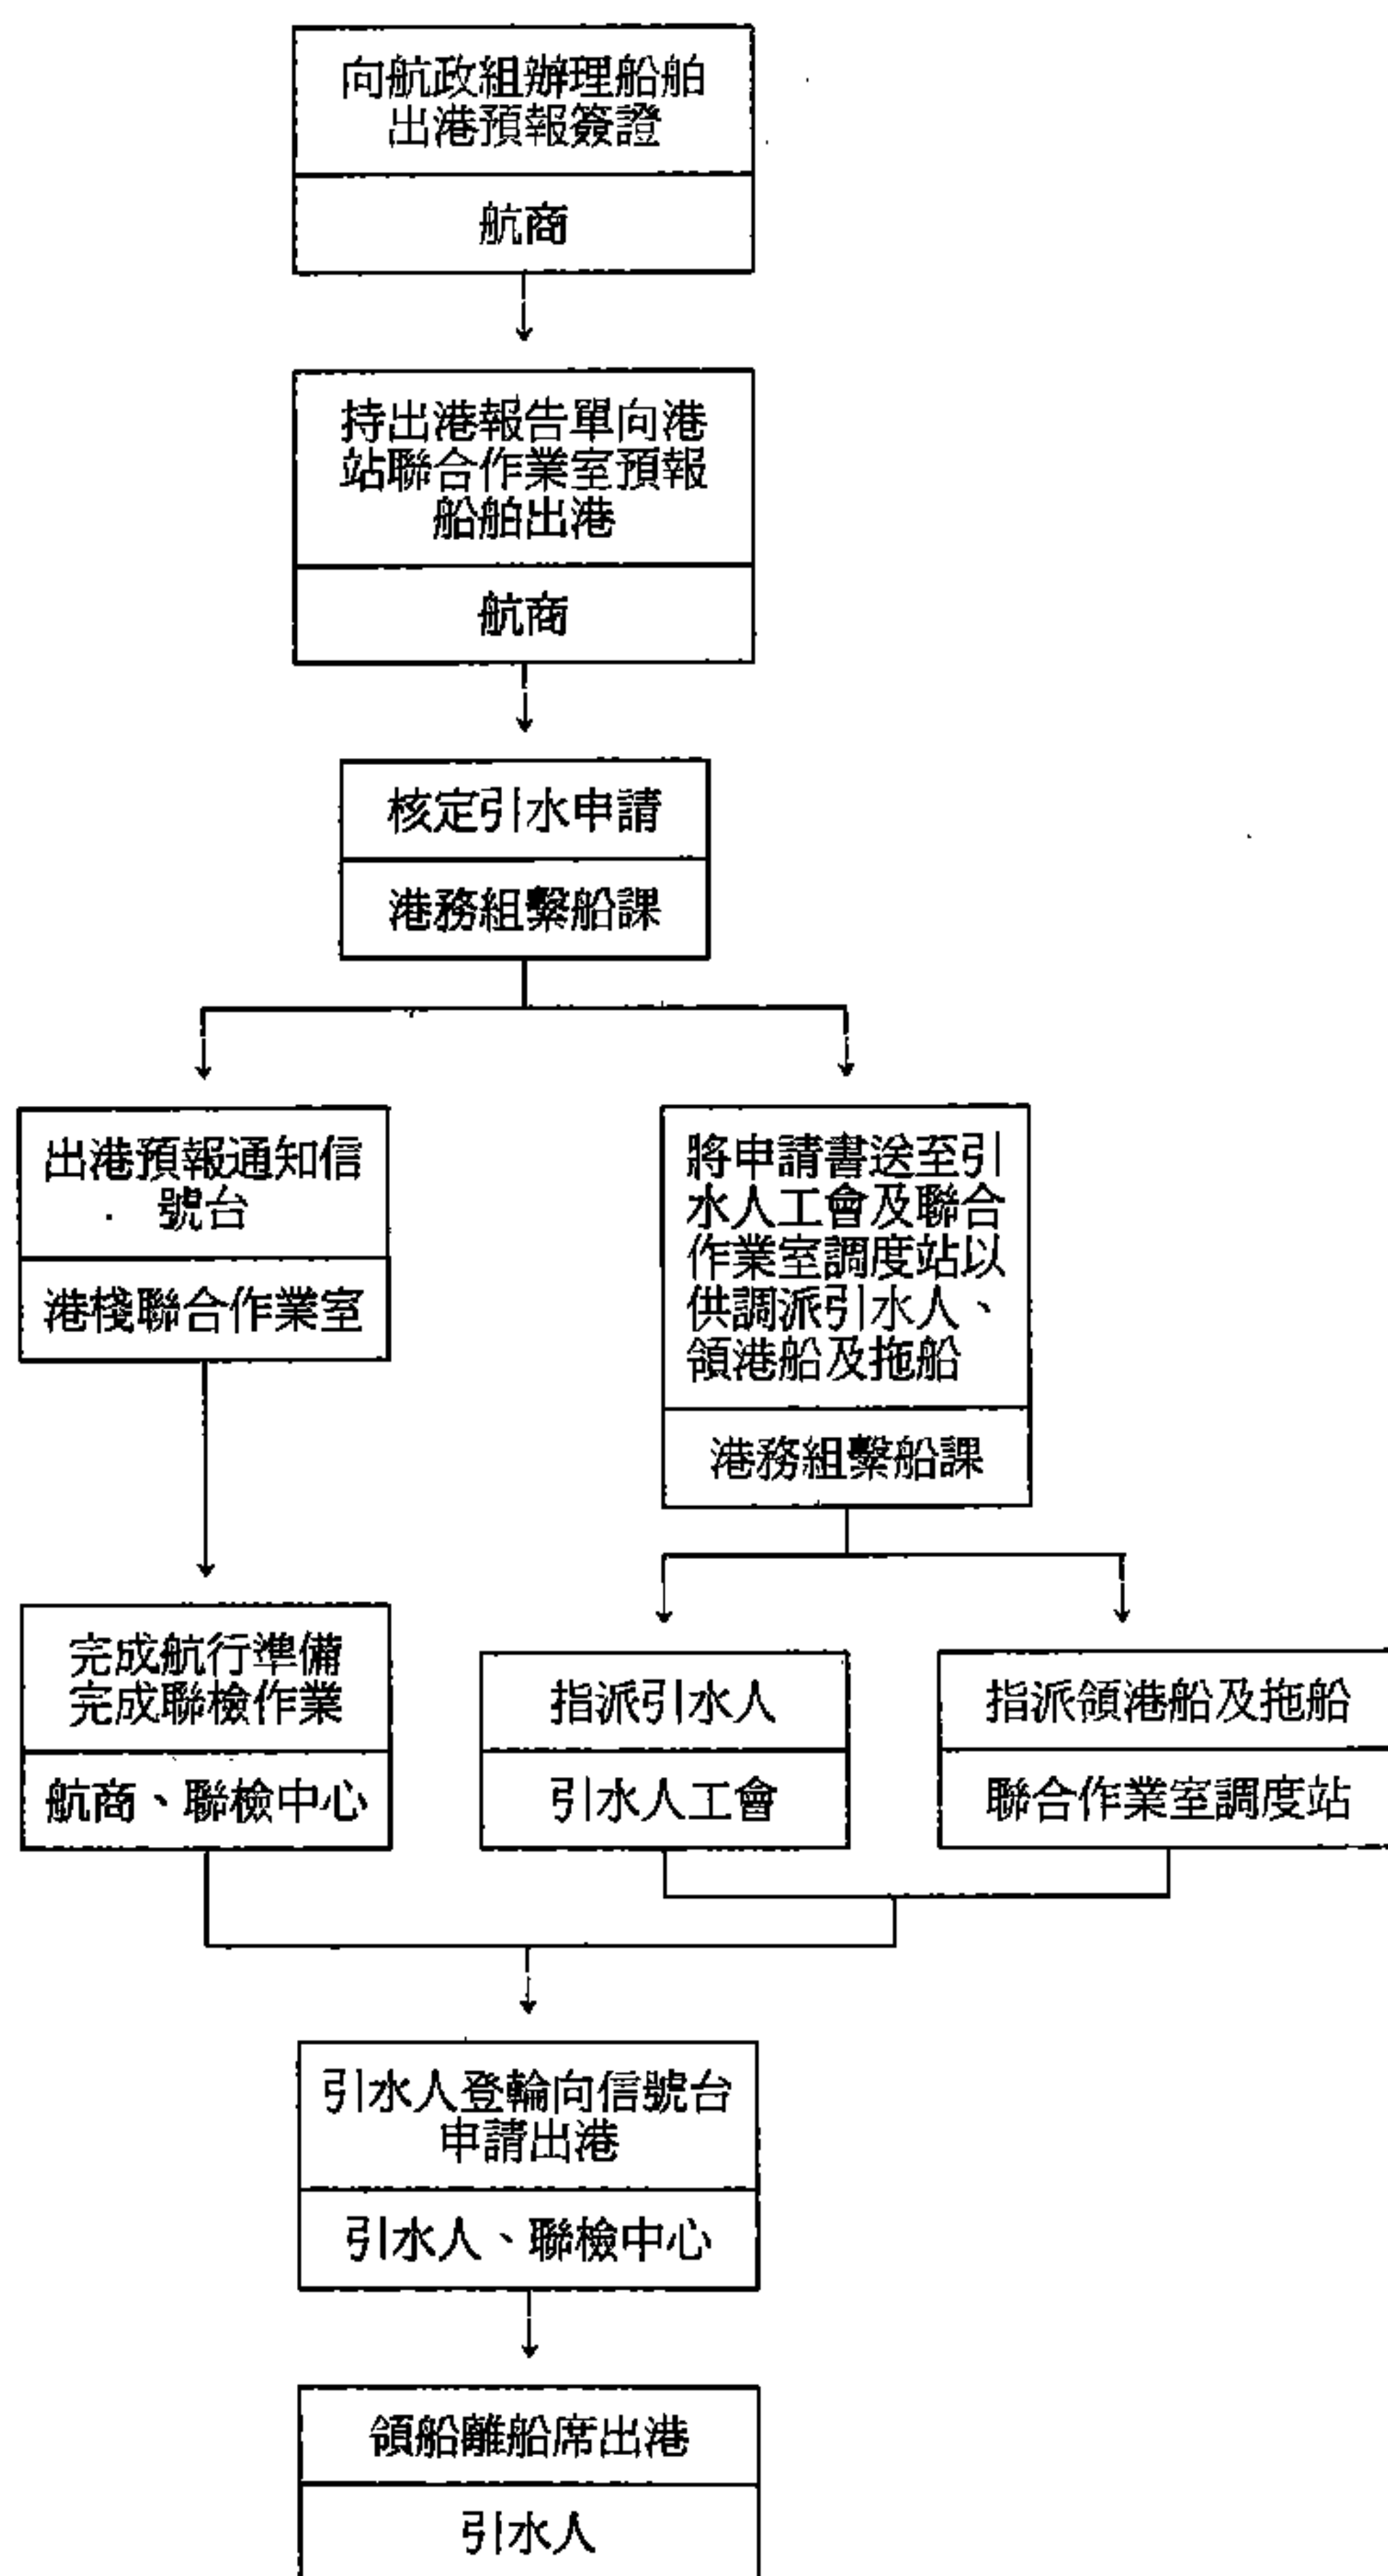 向航政組辦理船舶
出港預報簽證
航商
持出港報告單向港
站聯合作業室預報
船舶出港
航商
核定引水申請
港務組繫船課
出港預報通知信
號台
港棧聯合作業室
將申請書送至引
水人工會及聯合
作業室調度站以
供調派引水人、
領港船及拖船
港務組繫船課
完成航行準備
完成聯檢作業
航商、聯檢中心
指派引水人
引水人工會
指派領港船及拖船
聯合作業室調度站
引水人登輪向信號台
申請出港
引水人、聯檢中心
領船離船席出港
引水人